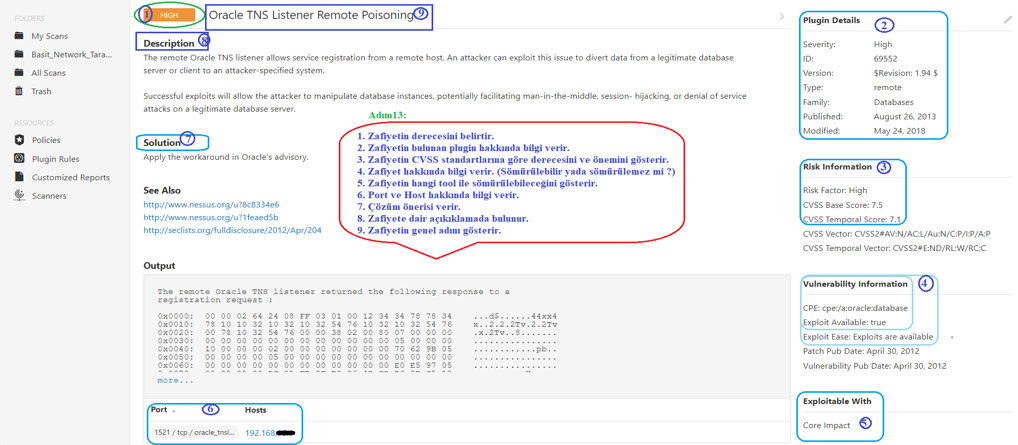 FOLDERS
My Scans
Basit_Network_Tara...
All Scans
Trash
RESOURCES
Policies
Plugin Rules
Customized Reports
Scanners
1 HIGH
Oracle TNS Listener Remote Poisoning 9
Description 8
The remote Oracle TNS listener allows service registration from a remote host. An attacker can exploit this issue to divert data from a legitimate database
server or client to an attacker-specified system.
Successful exploits will allow the attacker to manipulate database instances, potentially facilitating man-in-the-middle, session- hijacking, or denial of service
attacks on a legitimate database server.
Solution 7
Apply the workaround in Oracle's advisory.
See Also
http://www.nessus.org/u?8c8334e6
http://www.nessus.org/u?1feaed5b
http://seclists.org/fulldisclosure/2012/Apr/204
Adım13:
1. Zafiyetin derecesini belirtir.
2. Zafiyetin bulunan plugin hakkında bilgi verir.
3. Zafiyetin CVSS standartlarına göre derecesini ve önemini gösterir.
4. Zafiyet hakkında bilgi verir. (Sömürülebilir yada sömürülemez mi ?)
5. Zafiyetin hangi tool ile sömürülebileceğini gösterir.
6. Port ve Host hakkında bilgi verir.
7. Çözüm önerisi verir.
8. Zafiyete dair açıkıklamada bulunur.
9. Zafiyetin genel adını gösterir.
Output
The remote Oracle TNS listener returned the following response to a
registration request :
0x0000: 00 00 02 64 24 08 FF 03 01 00 12 34 34 78 78 34 ...d$......44xx4
0x0010: 78 10 10 32 10 32 10 32 54 76 10 32 10 32 54 76 x..2.2.2Tv.2.2Tv
0x0020: 00 78 10 32 54 76 00 00 38 02 00 80 07 00 00 00 .x.2Tv..8.......
0x0030: 00 00 00 00 00 00 00 00 00 00 00 05 00 00 00 00 ................
0x0040: 10 00 00 00 02 00 00 00 00 00 00 00 70 62 9B 05 ............pb..
0x0050: 00 00 00 05 00 00 00 00 00 00 00 00 00 00 00 00 ................
0x0060: 00 00 00 00 00 00 00 00 00 00 00 00 E0 E5 97 05 ................
more...
Port 6 Hosts
1521 / tcp / oracle_tnsl... 192.168
Plugin Details 2
Severity: High
ID: 69552
Version: $Revision: 1.94 $
Type: remote
Family: Databases
Published: August 26, 2013
Modified: May 24, 2018
Risk Information 3
Risk Factor: High
CVSS Base Score: 7.5
CVSS Temporal Score: 7.1
CVSS Vector: CVSS2#AV:N/AC:L/Au:N/C:P/I:P/A:P
CVSS Temporal Vector: CVSS2#E:ND/RL:W/RC:C
Vulnerability Information 4
CPE: cpe:/a:oracle:database
Exploit Available: true
Exploit Ease: Exploits are available
Patch Pub Date: April 30, 2012
Vulnerability Pub Date: April 30, 2012
Exploitable With
Core Impact 5